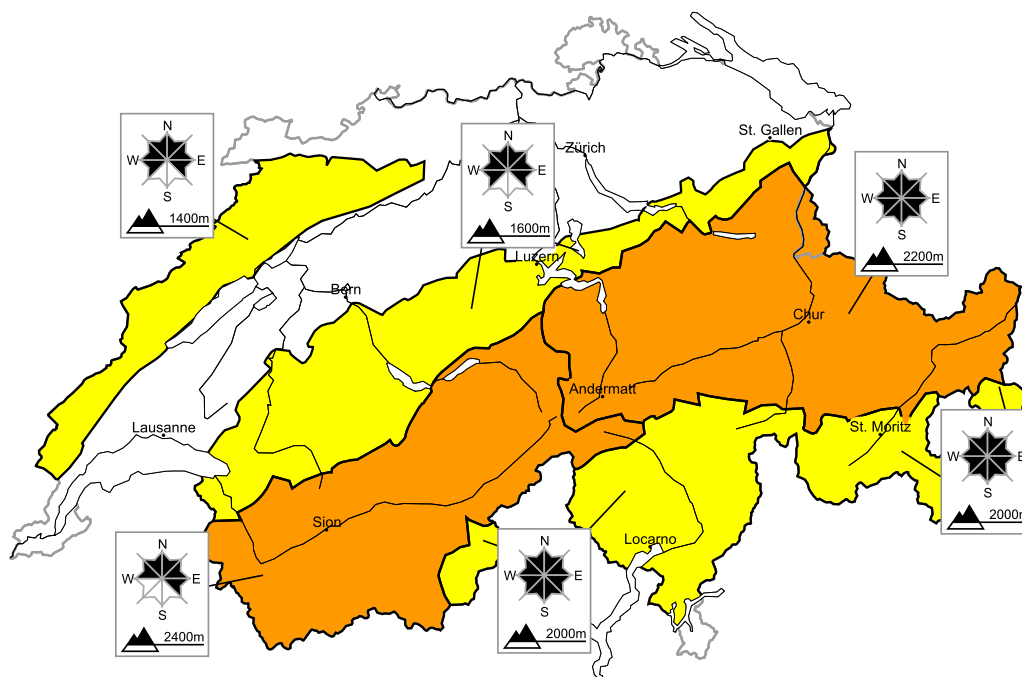 St. Gallen
Zürich
N
W E
S
1400m
N
W E
S
1600m
N
W E
S
2200m
Luzern
Bern
Chur
Andermatt
Lausanne
St. Moritz
N
W E
S
2000m
Sion
Locarno
N
W E
S
2400m
N
W E
S
2000m